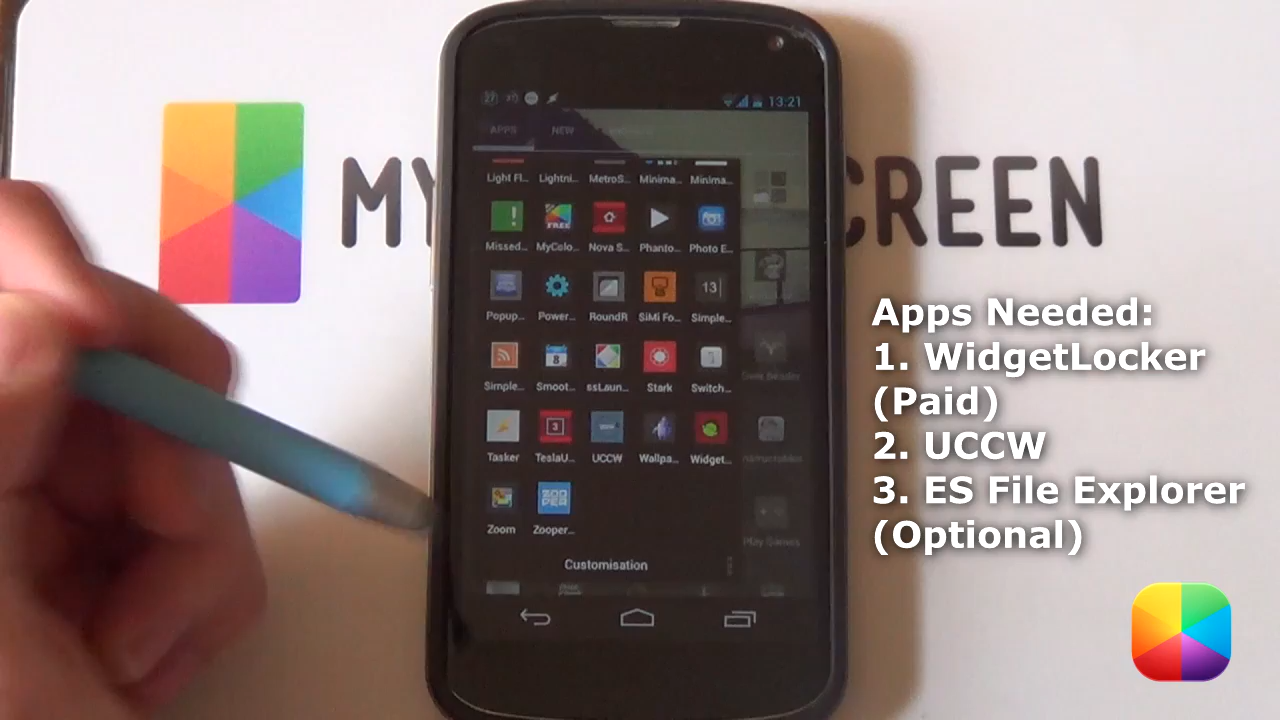 13:21
APPS NEW
Light Fl... Lightni... MetroS... Minima... Minima...
Missed... MyColo... Nova S... Phanto... Photo E...
Popup... Power... RoundR SiMi Fo... Simple...
Simple... Smoot... ssLaun... Stark Switch...
Tasker TeslaU... UCCW Wallpa... Widget...
Zoom Zooper...
Customisation
Play Games
MY CREEN
Apps Needed:
1. WidgetLocker
(Paid)
2. UCCW
3. ES File Explorer
(Optional)